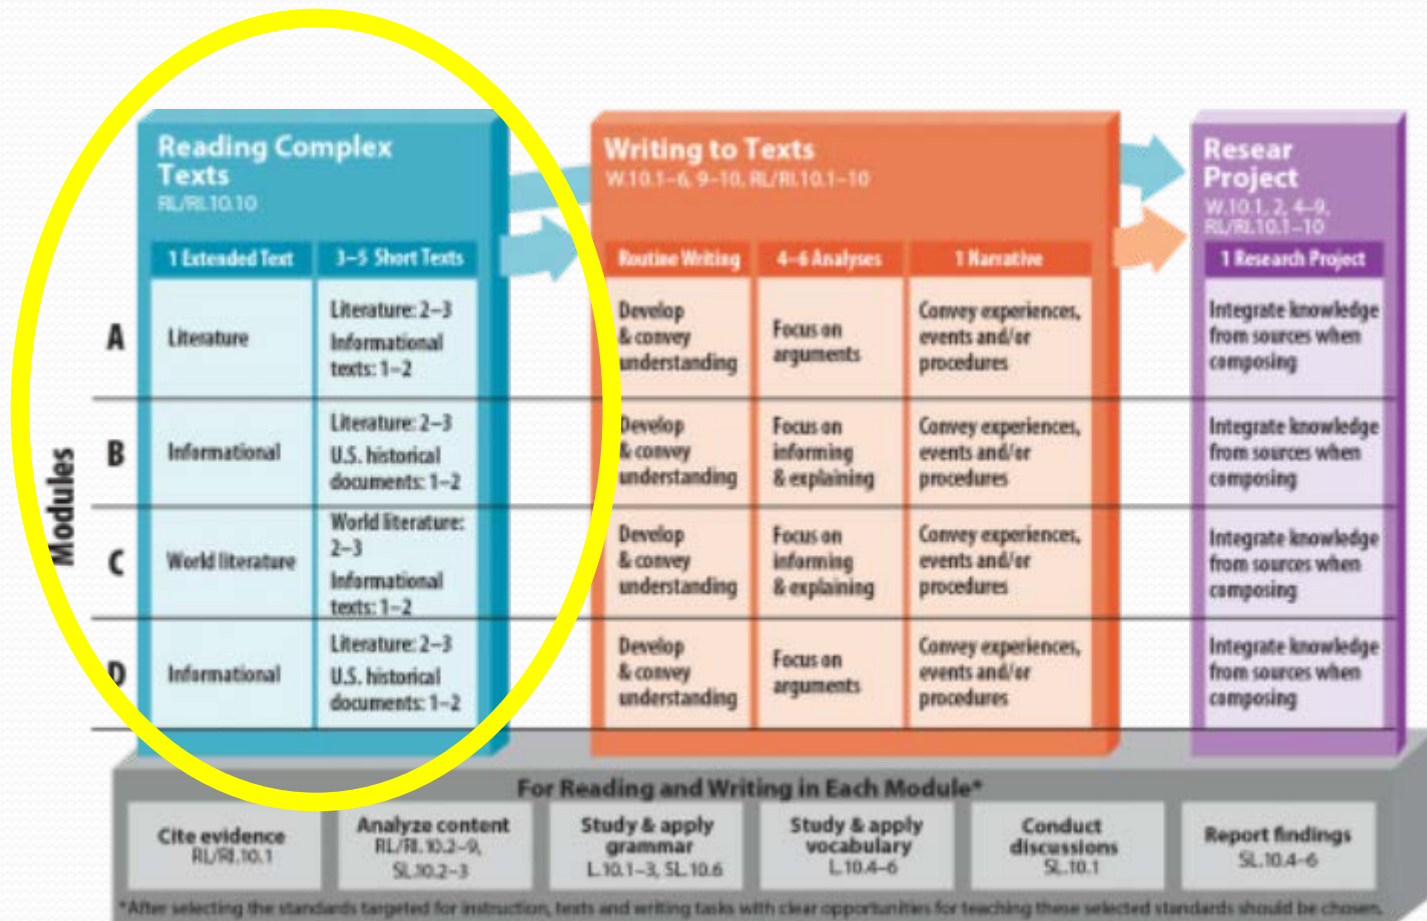 Reading Complex
Texts
RL/RI.10.10
1 Extended Text
3–5 Short Texts
Writing to Texts
W.10.1–6, 9–10, RL/RI.10.1–10
Routine Writing
4–6 Analyses
1 Narrative
Resear
Project
W.10.1, 2, 4–9,
RL/RI.10.1–10
1 Research Project
Modules
A
Literature
Literature: 2–3
Informational
texts: 1–2
Develop
& convey
understanding
Focus on
arguments
Convey experiences,
events and/or
procedures
Integrate knowledge
from sources when
composing
B
Informational
Literature: 2–3
U.S. historical
documents: 1–2
Develop
& convey
understanding
Focus on
informing
& explaining
Convey experiences,
events and/or
procedures
Integrate knowledge
from sources when
composing
C
World literature
World literature:
2–3
Informational
texts: 1–2
Develop
& convey
understanding
Focus on
informing
& explaining
Convey experiences,
events and/or
procedures
Integrate knowledge
from sources when
composing
D
Informational
Literature: 2–3
U.S. historical
documents: 1–2
Develop
& convey
understanding
Focus on
arguments
Convey experiences,
events and/or
procedures
Integrate knowledge
from sources when
composing
For Reading and Writing in Each Module*
Cite evidence
RL/RI.10.1
Analyze content
RL/RI.10.2–9,
SL.10.2–3
Study & apply
grammar
L.10.1–3, SL.10.6
Study & apply
vocabulary
L.10.4–6
Conduct
discussions
SL.10.1
Report findings
SL.10.4–6
*After selecting the standards targeted for instruction, texts and writing tasks with clear opportunities for teaching these selected standards should be chosen.